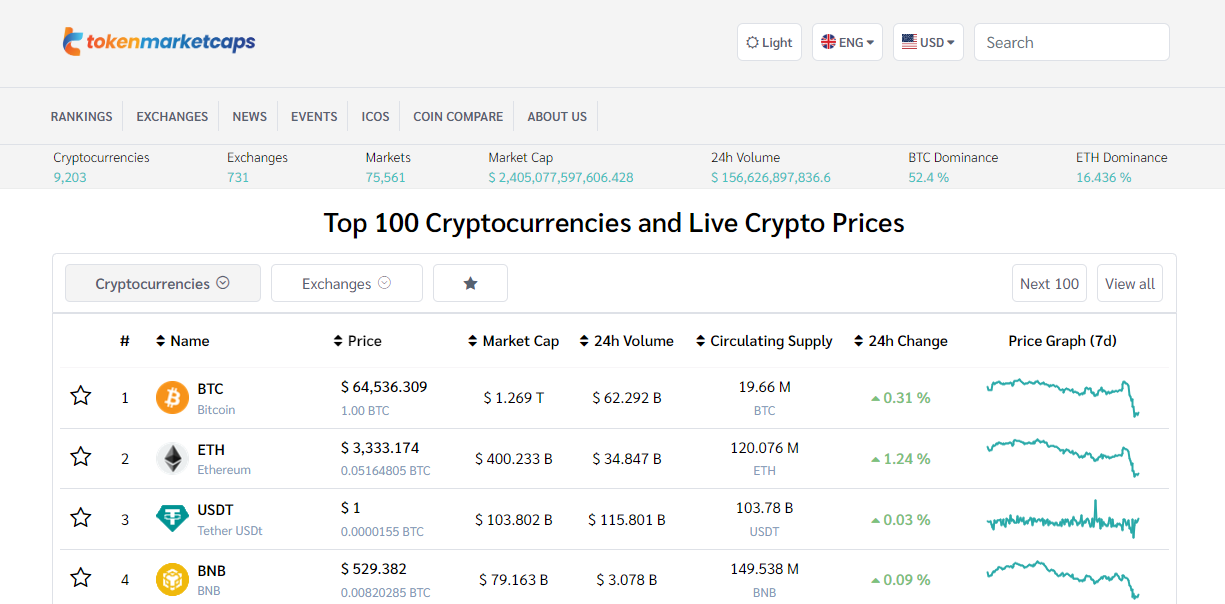 tokenmarketcaps
Light ENG USD Search
RANKINGS EXCHANGES NEWS EVENTS ICOS COIN COMPARE ABOUT US
Cryptocurrencies Exchanges Markets Market Cap 24h Volume BTC Dominance ETH Dominance
9,203 731 75,561 $ 2,405,077,597,606.428 $ 156,626,897,836.6 52.4 % 16.436 %
Top 100 Cryptocurrencies and Live Crypto Prices
Cryptocurrencies Exchanges Next 100 View all
# Name Price Market Cap 24h Volume Circulating Supply 24h Change Price Graph (7d)
1 BTC $ 64,536.309 $ 1.269 T $ 62.292 B 19.66 M 0.31 %
Bitcoin 1.00 BTC BTC
2 ETH $ 3,333.174 $ 400.233 B $ 34.847 B 120.076 M 1.24 %
Ethereum 0.05164805 BTC ETH
3 USDT $ 1 $ 103.802 B $ 115.801 B 103.78 B 0.03 %
Tether USDt 0.0000155 BTC USDT
4 BNB $ 529.382 $ 79.163 B $ 3.078 B 149.538 M 0.09 %
BNB 0.00820285 BTC BNB